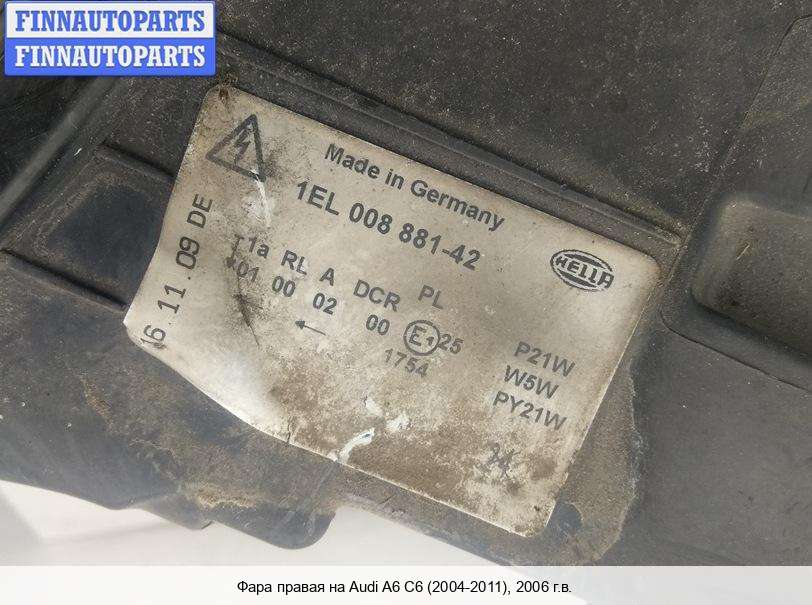 FINNAUTOPARTS
FINNAUTOPARTS
Made in Germany
1EL 008 881-42
HELLA
16 11.09 DE
1a RL A DCR PL
01 00 02 00 E1 25
1754
P21W
W5W
PY21W
Фара правая на Audi A6 C6 (2004-2011), 2006 г.в.